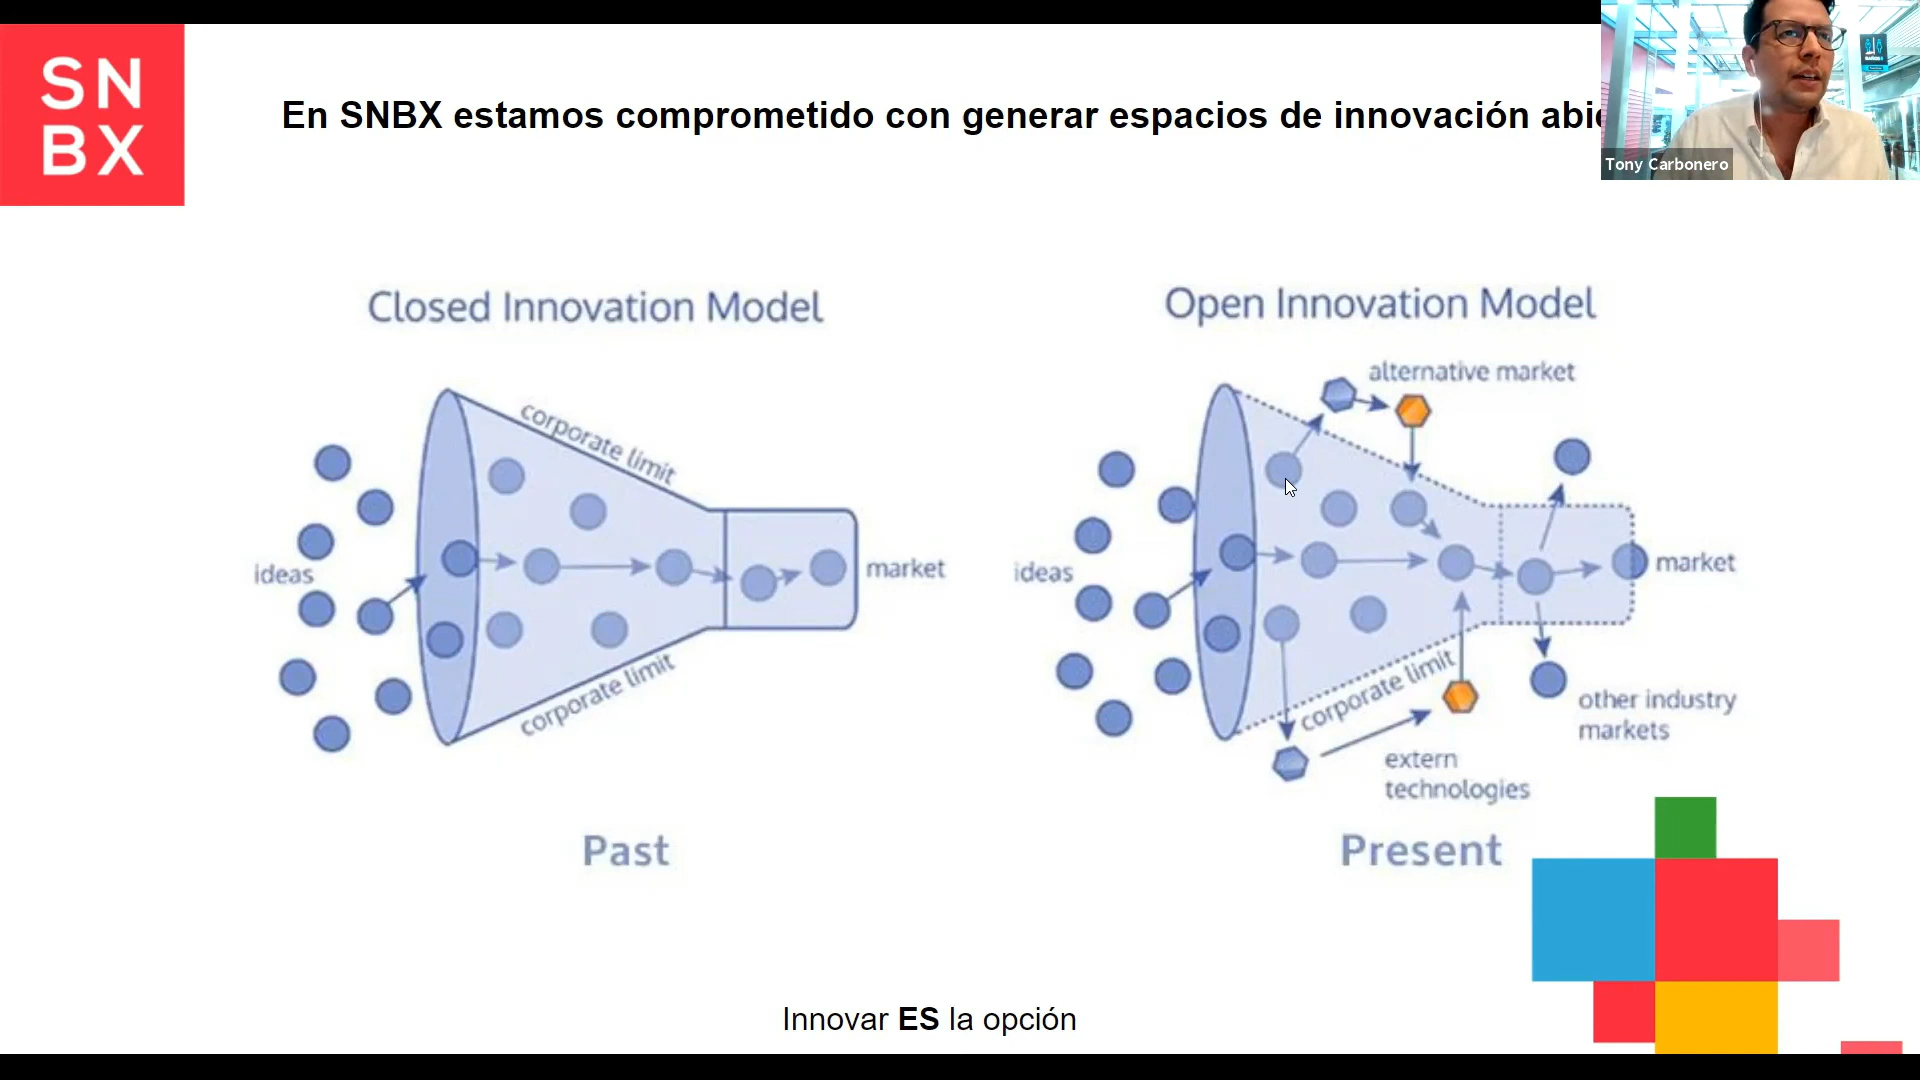 SN
BX
En SNBX estamos comprometido con generar espacios de innovación
Tony Carbonero
Closed Innovation Model
corporate limit
ideas
market
corporate limit
Past
Open Innovation Model
alternative market
ideas
market
corporate limit
other industry
markets
extern
technologies
Present
Innovar ES la opción